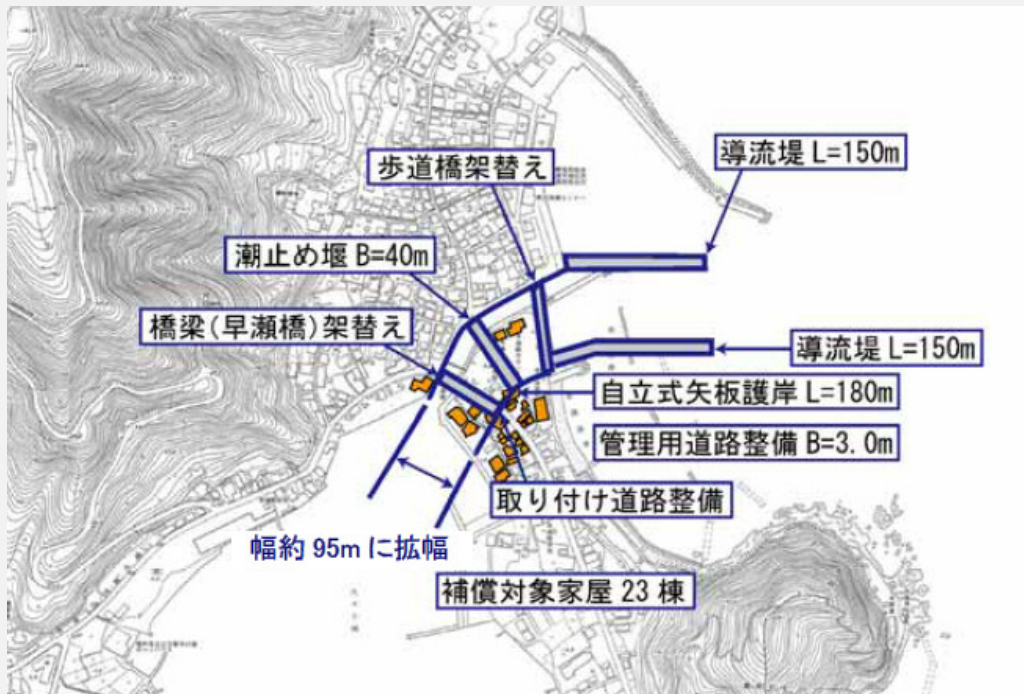 歩道橋架替え
導流堤 L=150m
潮止め堰 B=40m
橋梁(早瀬橋)架替え
導流堤 L=150m
自立式矢板護岸 L=180m
管理用道路整備 B=3.0m
取り付け道路整備
幅約 95m に拡幅
補償対象家屋 23 棟